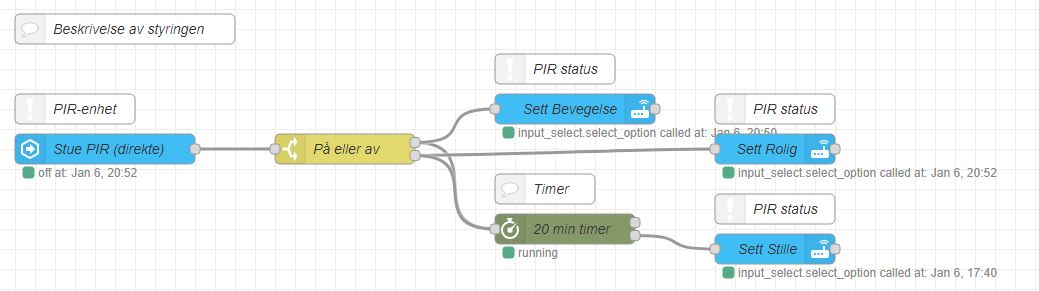 Beskrivelse av styringen
PIR status
Sett Bevegelse
input_select.select_option called at: Jan 6, 20:50
PIR-enhet
Stue PIR (direkte)
off at: Jan 6, 20:52
På eller av
PIR status
Sett Rolig
input_select.select_option called at: Jan 6, 20:52
Timer
20 min timer
running
PIR status
Sett Stille
input_select.select_option called at: Jan 6, 17:40